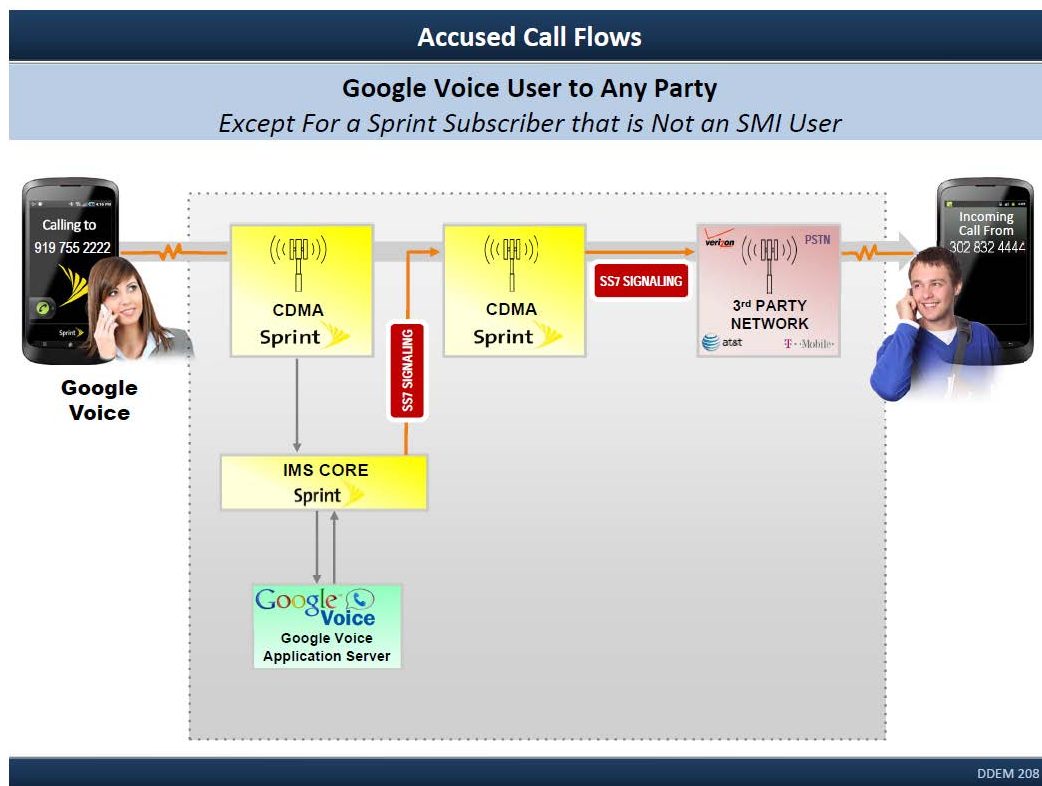 Accused Call Flows
Google Voice User to Any Party
Except For a Sprint Subscriber that is Not an SMI User
Calling to
919 755 2222
Sprint
Google
Voice
CDMA
Sprint
SS7 SIGNALING
CDMA
Sprint
SS7 SIGNALING
verizon
PSTN
3rd PARTY
NETWORK
at&t
T··Mobile·
Incoming
Call From
302 832 4444
IMS CORE
Sprint
Google Voice
Google Voice
Application Server
DDEM 208